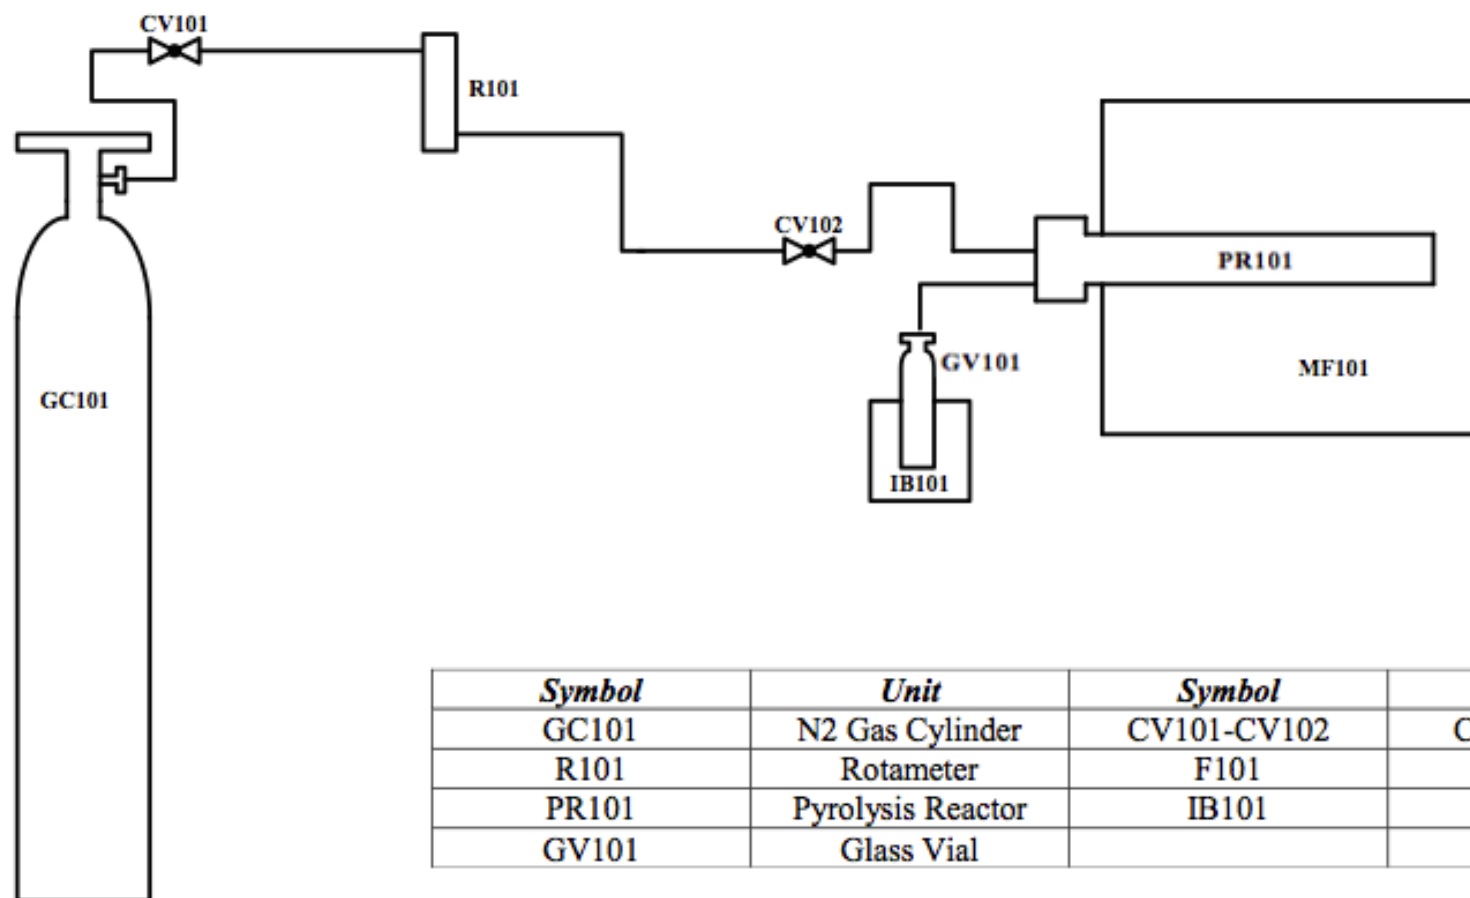 CV101
R101
CV102
PR101
GV101
MF101
GC101
IB101
Symbol Unit Symbol
GC101 N2 Gas Cylinder CV101-CV102 C
R101 Rotameter F101
PR101 Pyrolysis Reactor IB101
GV101 Glass Vial